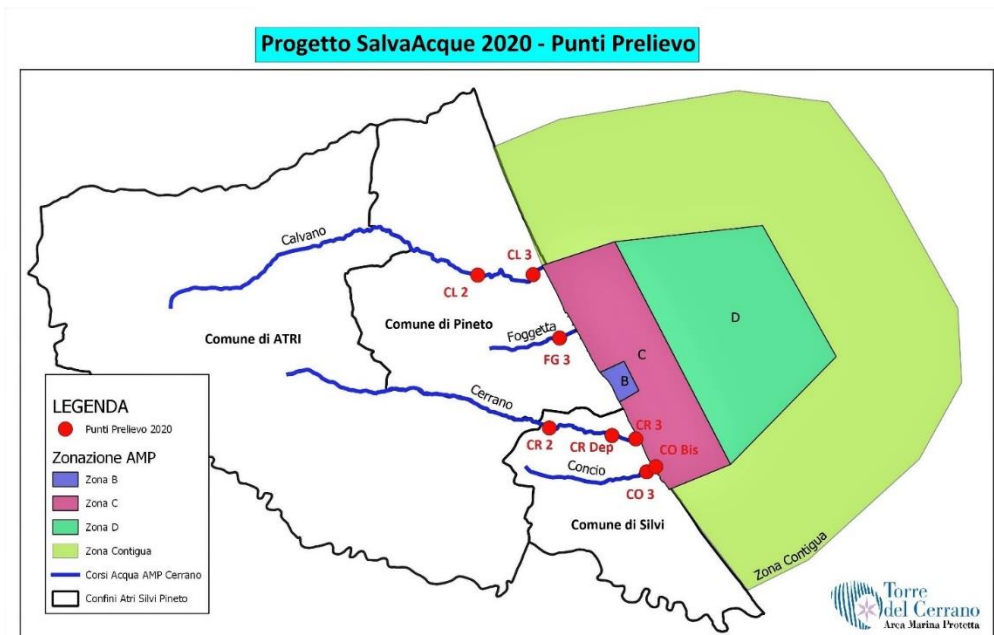 Progetto SalvaAcque 2020 - Punti Prelievo
Calvano
CL 3
CL 2
Comune di ATRI
Comune di Pineto
Foggetta
FG 3
C
D
B
Cerrano
CR 2
CR Dep
CR 3
CO Bis
Concio
CO 3
Comune di Silvi
Zona Contigua
LEGENDA
Punti Prelievo 2020
Zonazione AMP
Zona B
Zona C
Zona D
Zona Contigua
Corsi Acqua AMP Cerrano
Confini Atri Silvi Pineto
Torre
del Cerrano
Area Marina Protetta